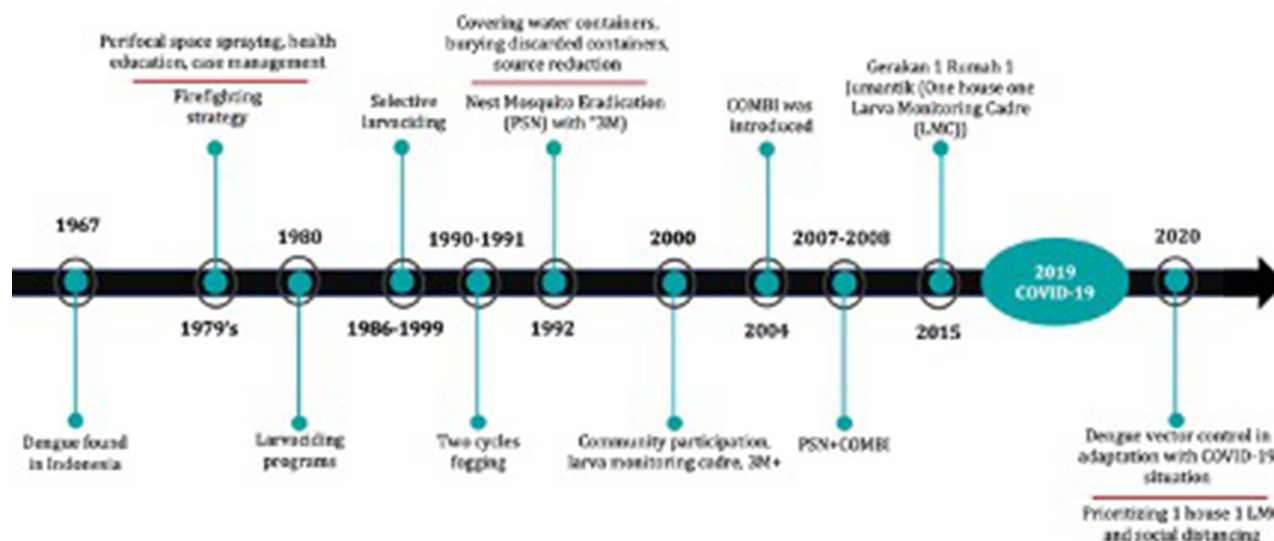 Perifocal space spraying, health
education, case management
Firefighting
strategy
Selective
larvaciding
Covering water containers,
burying discarded containers,
source reduction
Nest Mosquito Eradication
(PSN) with "3M)
COMBI was
introduced
Gerakan 1 Rumah 1
Jumantik (One house one
Larva Monitoring Cadre
(LMC))
1967
1980
1990-1991
2000
2007-2008
2019
COVID-19
2020
1979's
1986-1999
1992
2004
2015
Dengue found
in Indonesia
Larvaciding
programs
Two cycles
fogging
Community participation,
larva monitoring cadre, 3M+
PSN+COMBI
Dengue vector control in
adaptation with COVID-19
situation
Prioritizing 1 house 1 LM
and social distancing